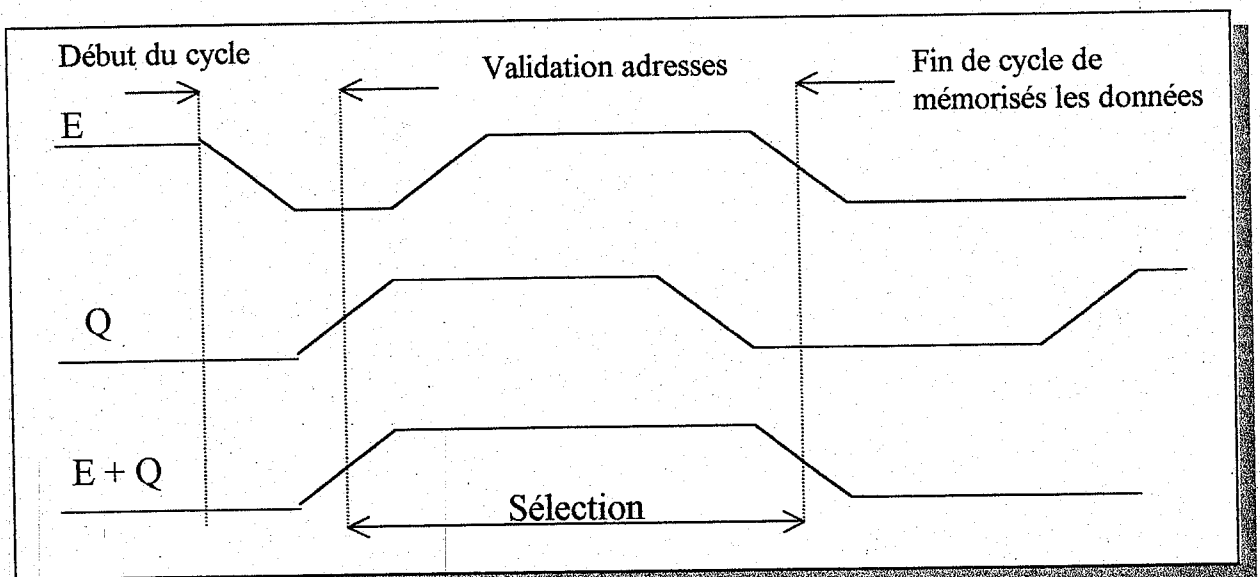 Début du cycle
Validation adresses
Fin de cycle de
mémorisés les données
E
Q
E + Q
Sélection